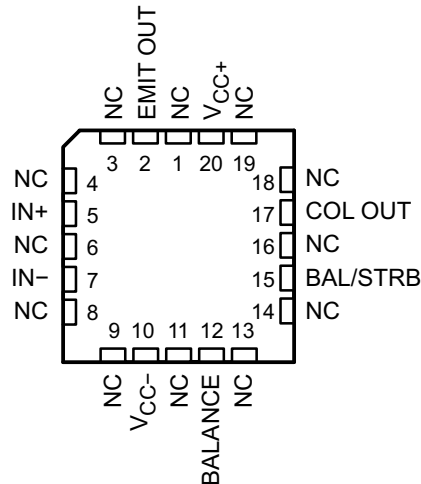 NC
EMIT OUT
NC
VCC+
NC
3
2
1
20
19
NC
4
18
NC
IN+
5
17
COL OUT
NC
6
16
NC
IN−
7
15
BAL/STRB
NC
8
14
NC
9
10
11
12
13
NC
VCC−
NC
BALANCE
NC